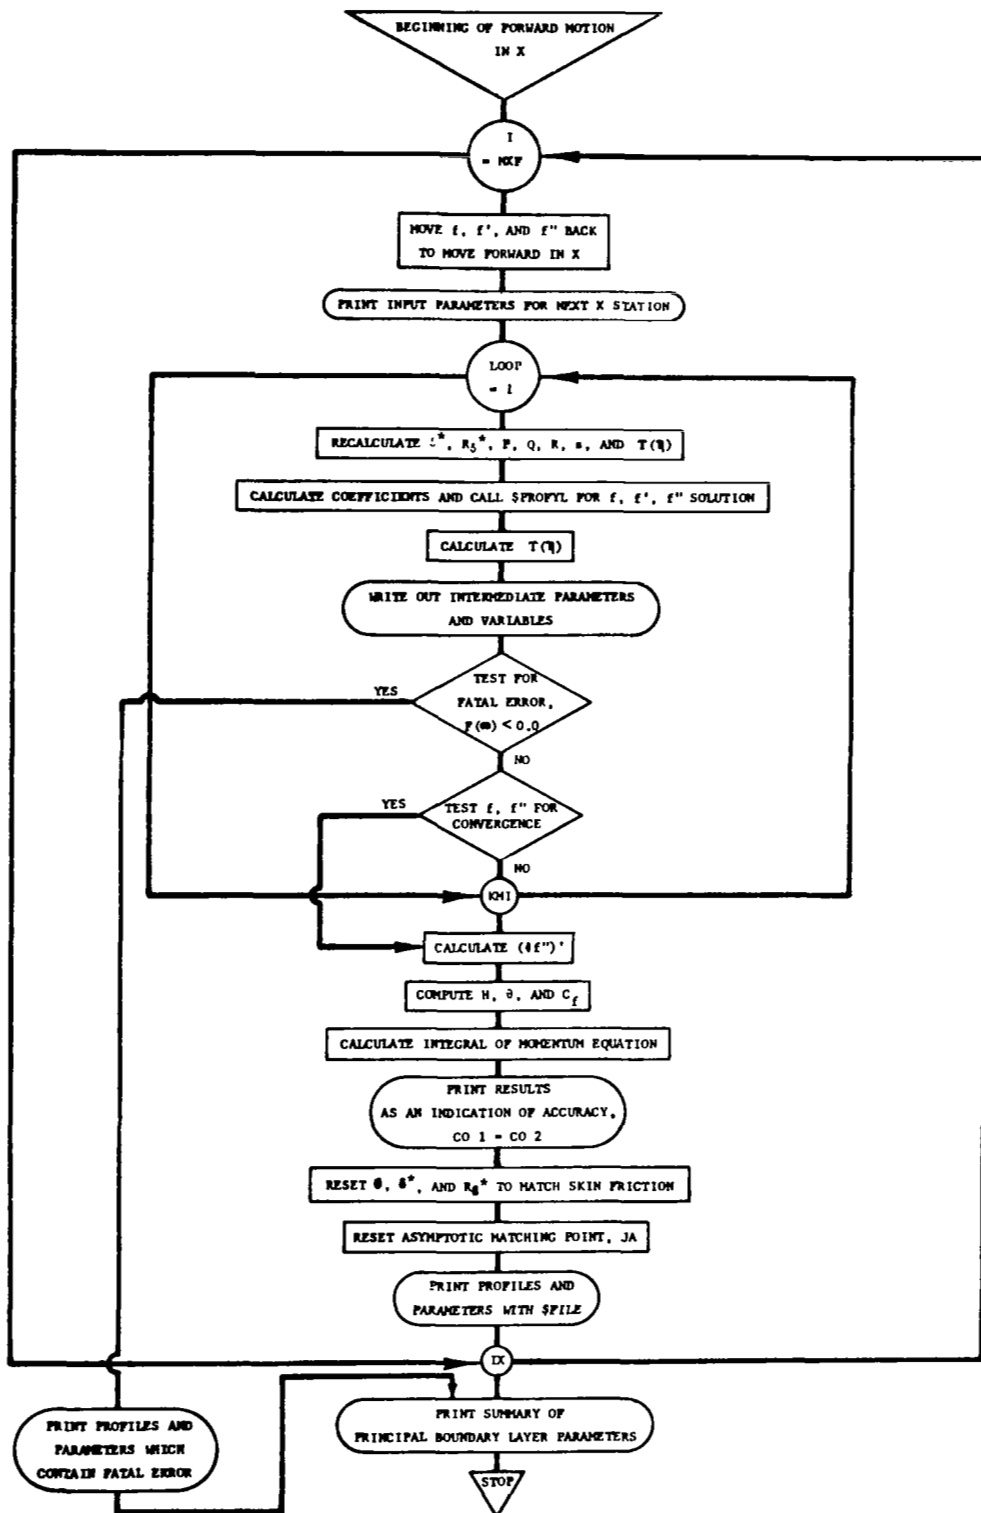 BEGINNING OF FORWARD MOTION
IN X
I
= NXF
MOVE f, f', AND f" BACK
TO MOVE FORWARD IN X
PRINT INPUT PARAMETERS FOR NEXT X STATION
LOOP
= 1
RECALCULATE δ*, Rδ*, P, Q, R, s, AND T(η)
CALCULATE COEFFICIENTS AND CALL $PROFYL FOR f, f', f" SOLUTION
CALCULATE T(η)
WRITE OUT INTERMEDIATE PARAMETERS
AND VARIABLES
YES
TEST FOR
FATAL ERROR,
F(∞) < 0.0
NO
YES
TEST f, f" FOR
CONVERGENCE
NO
KMI
CALCULATE (φf")'
COMPUTE H, θ, AND Cf
CALCULATE INTEGRAL OF MOMENTUM EQUATION
PRINT RESULTS
AS AN INDICATION OF ACCURACY,
CO 1 = CO 2
RESET θ, δ*, AND Rδ* TO MATCH SKIN FRICTION
RESET ASYMPTOTIC MATCHING POINT, JA
PRINT PROFILES AND
PARAMETERS WITH $FILE
IX
PRINT PROFILES AND
PARAMETERS WHICH
CONTAIN FATAL ERROR
PRINT SUMMARY OF
PRINCIPAL BOUNDARY LAYER PARAMETERS
STOP